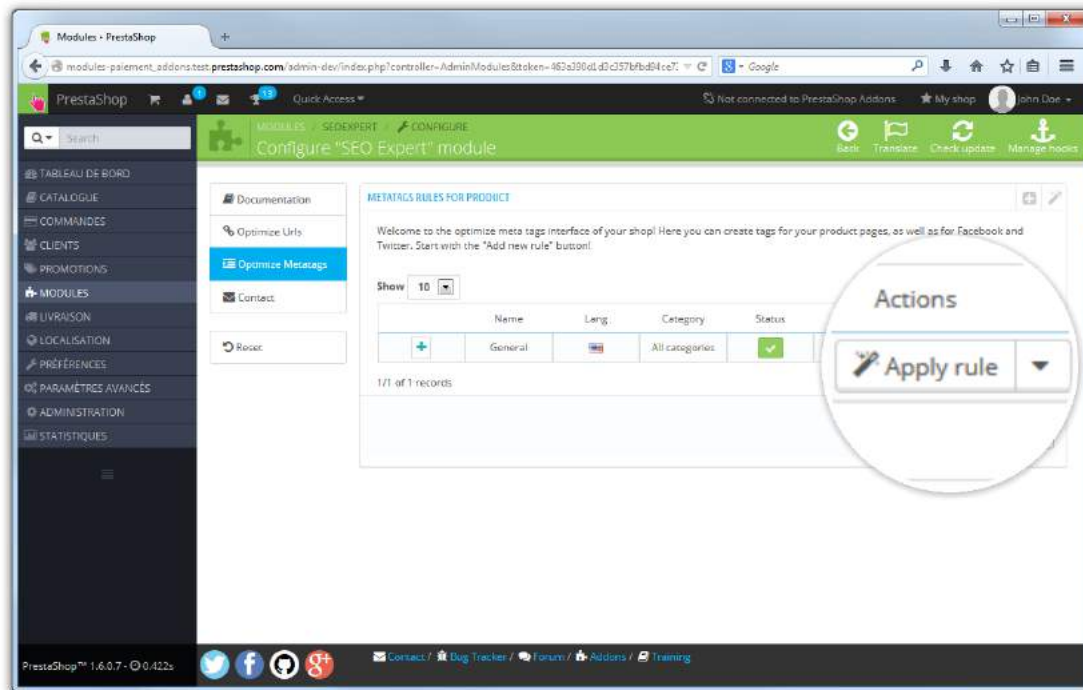 Modules • PrestaShop
modules-paiement_addons.test.prestashop.com/admin-dev/index.php?controller=AdminModules&token=
Google
PrestaShop
1
13
Quick Access
Not connected to PrestaShop Addons
My shop
John Doe
Search
MODULES / SEOEXPERT / CONFIGURE
Configure "SEO Expert" module
Back
Translate
Check update
Manage hooks
TABLEAU DE BORD
CATALOGUE
COMMANDES
CLIENTS
PROMOTIONS
MODULES
LIVRAISON
LOCALISATION
PRÉFÉRENCES
PARAMÈTRES AVANCÉS
ADMINISTRATION
STATISTIQUES
Documentation
Optimize Urls
Optimize Metatags
Contact
Reset
METATAGS RULES FOR PRODUCT
Welcome to the optimize meta tags interface of your shop! Here you can create tags for your product pages, as well as for Facebook and
Twitter. Start with the "Add new rule" button!
Show 10
Name Lang Category Status
General All categories
1/1 of 1 records
Actions
Apply rule
PrestaShop™ 1.6.0.7 - 0.422s
Contact / Bug Tracker / Forum / Addons / Training